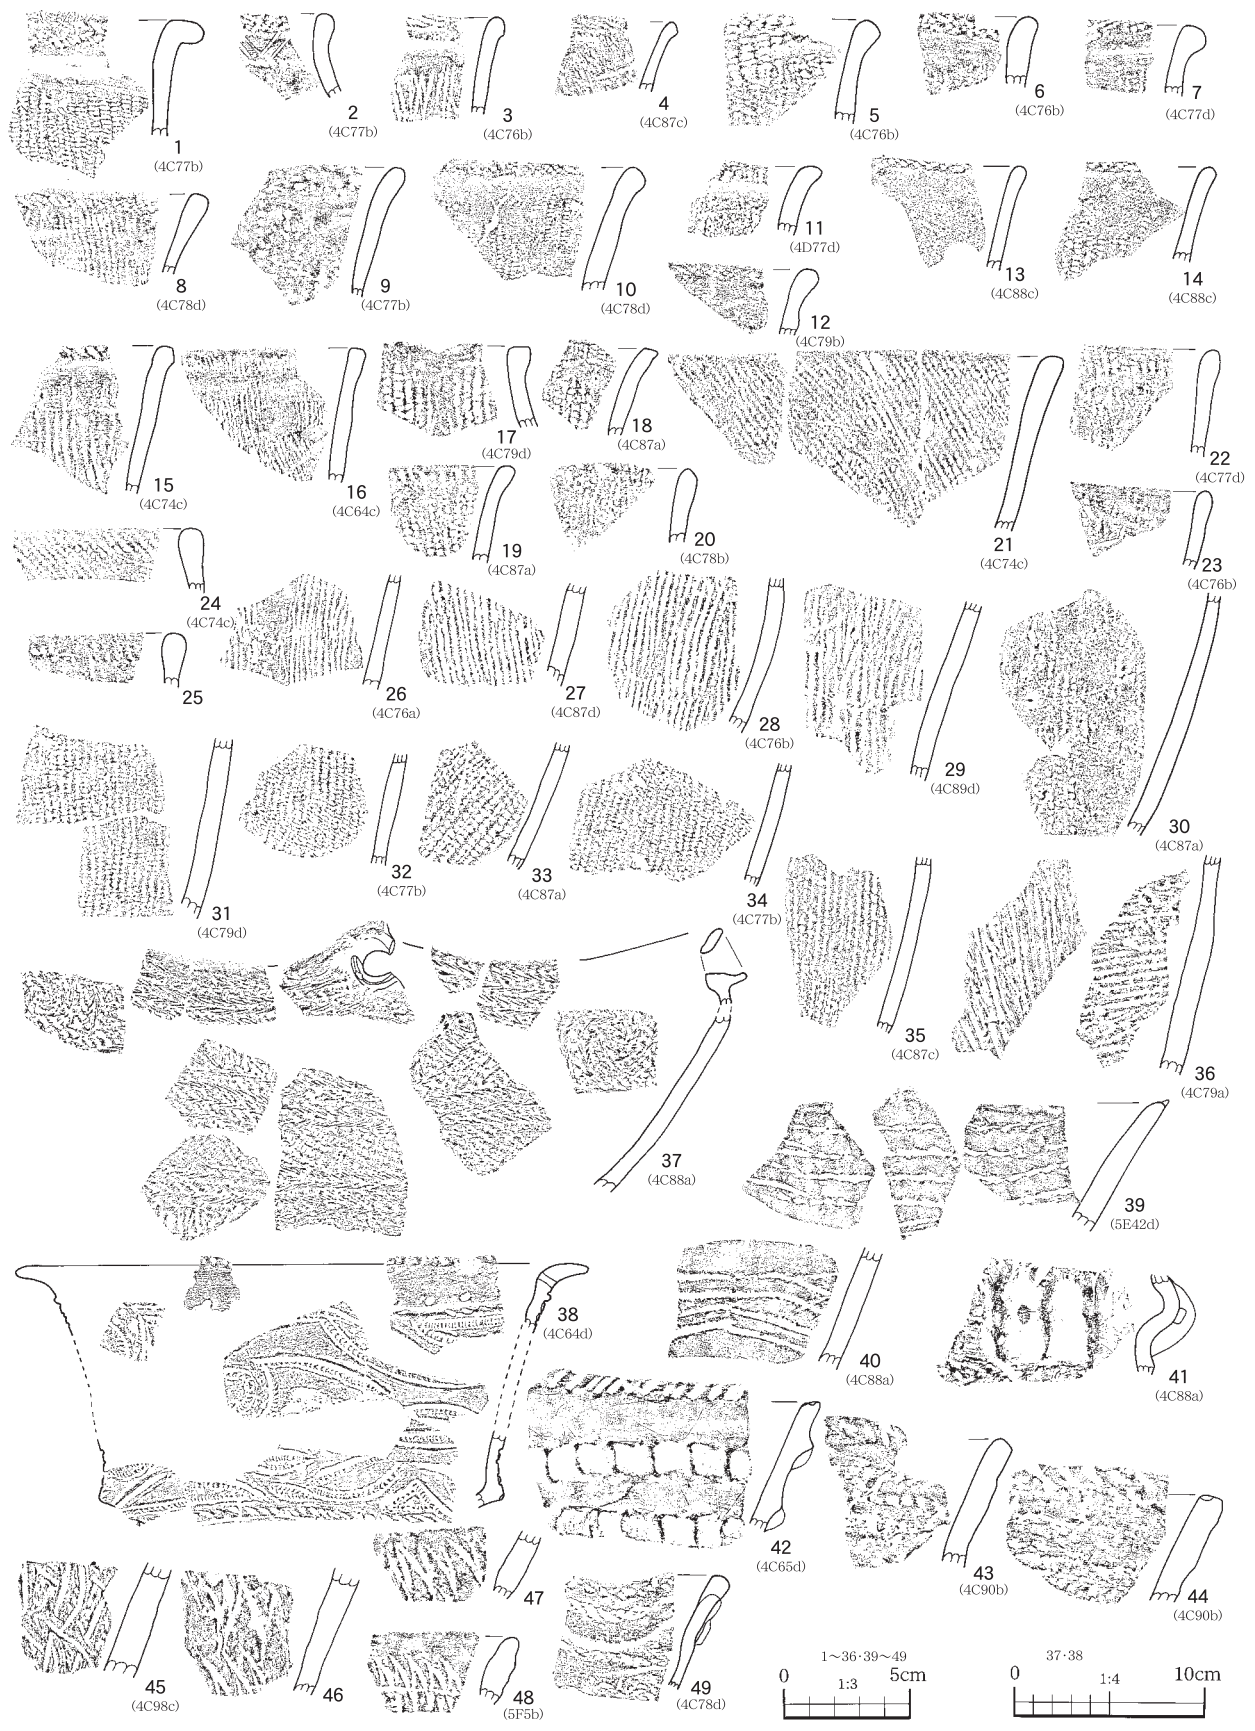 1
(4C77b)
2
(4C77b)
3
(4C76b)
4
(4C87c)
5
(4C76b)
6
(4C76b)
7
(4C77d)
8
(4C78d)
9
(4C77b)
10
(4C78d)
11
(4D77d)
12
(4C79b)
13
(4C88c)
14
(4C88c)
15
(4C74c)
16
(4C64c)
17
(4C79d)
18
(4C87a)
19
(4C87a)
20
(4C78b)
21
(4C74c)
22
(4C77d)
23
(4C76b)
24
(4C74c)
25
26
(4C76a)
27
(4C87d)
28
(4C76b)
29
(4C89d)
30
(4C87a)
31
(4C79d)
32
(4C77b)
33
(4C87a)
34
(4C77b)
35
(4C87c)
36
(4C79a)
37
(4C88a)
38
(4C64d)
39
(5E42d)
40
(4C88a)
41
(4C88a)
42
(4C65d)
43
(4C90b)
44
(4C90b)
45
(4C98c)
46
47
48
(5F5b)
49
(4C78d)
1～36·39～49
0 1:3 5cm
37·38
0 1:4 10cm